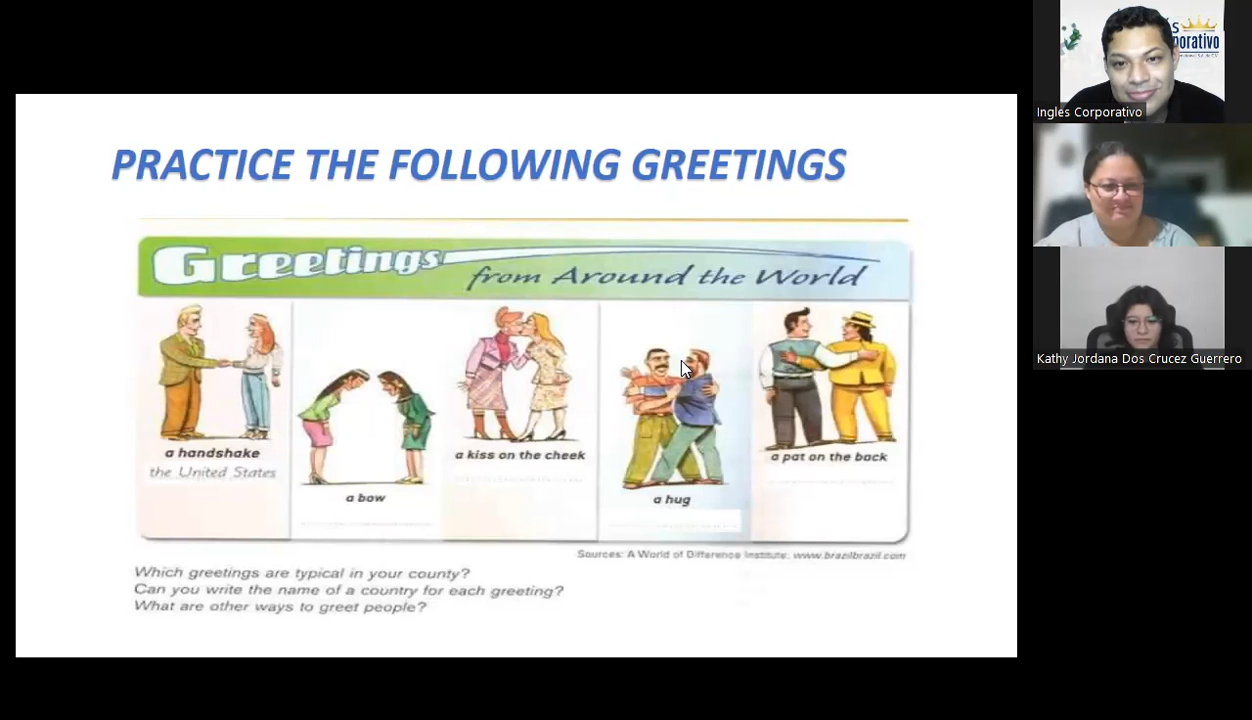 PRACTICE THE FOLLOWING GREETINGS
Greetings
from Around the World
a handshake
the United States
a bow
a kiss on the cheek
a hug
a pat on the back
Sources: A World of Difference Institute; www.brazilbrazil.com
Which greetings are typical in your county?
Can you write the name of a country for each greeting?
What are other ways to greet people?
Ingles Corporativo
Kathy Jordana Dos Crucez Guerrero